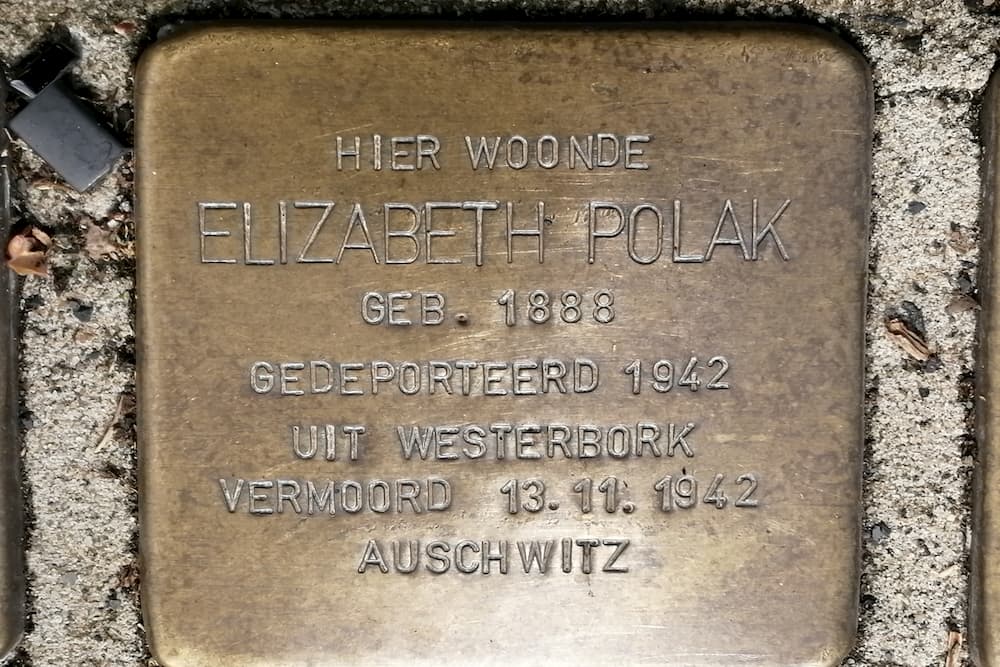 HIER WOONDE
ELIZABETH POLAK
GEB. 1888
GEDEPORTEERD 1942
UIT WESTERBORK
VERMOORD 13.11.1942
AUSCHWITZ